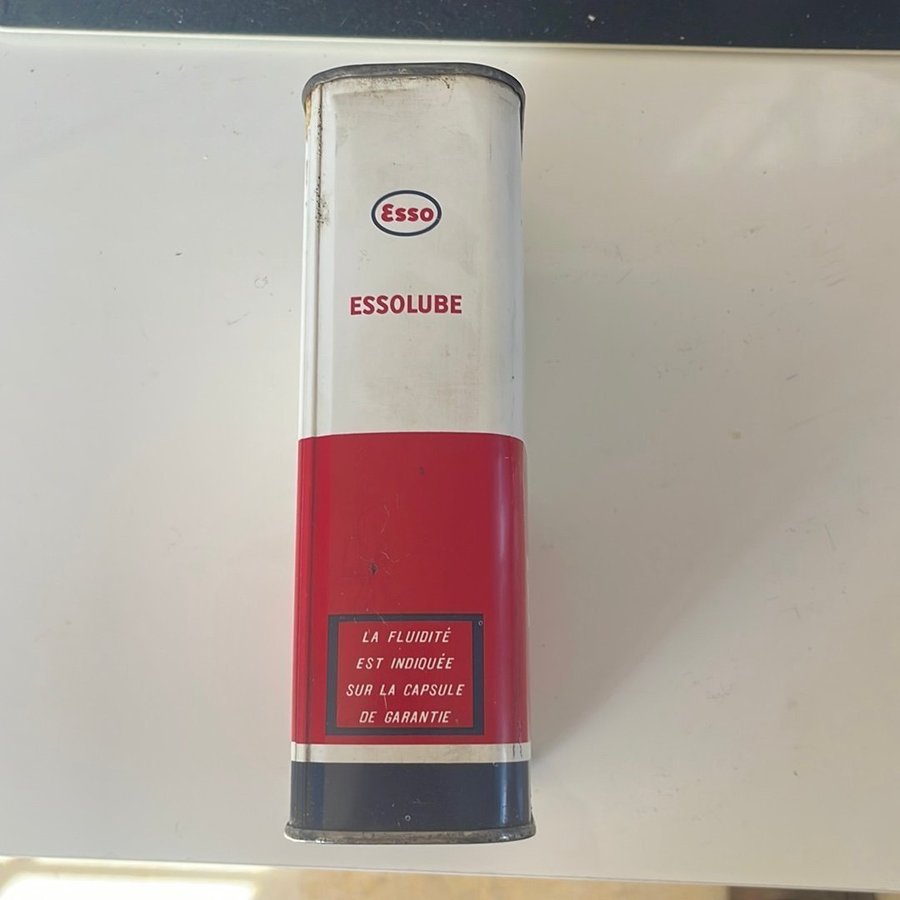 Esso
ESSOLUBE
LA FLUIDITÉ
EST INDIQUÉE
SUR LA CAPSULE
DE GARANTIE